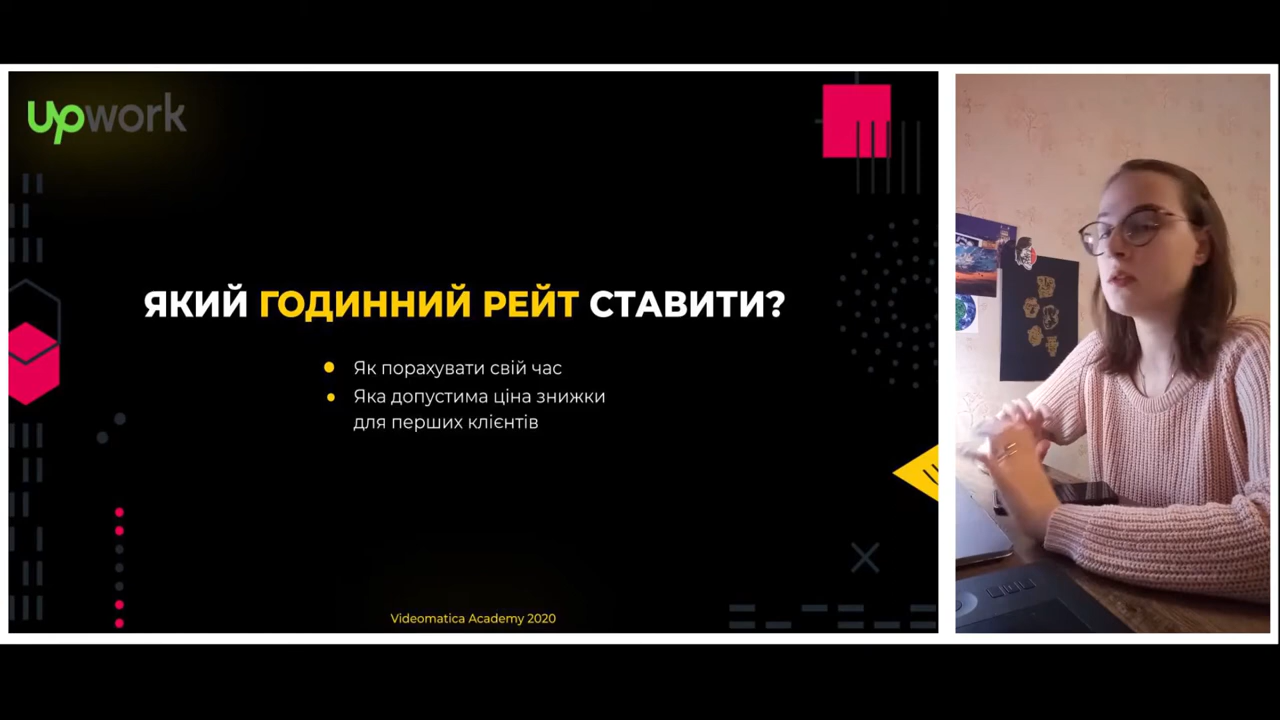 Upwork
ЯКИЙ ГОДИННИЙ РЕЙТ СТАВИТИ?
Як порахувати свій час
Яка допустима ціна знижки
для перших клієнтів
Videomatica Academy 2020